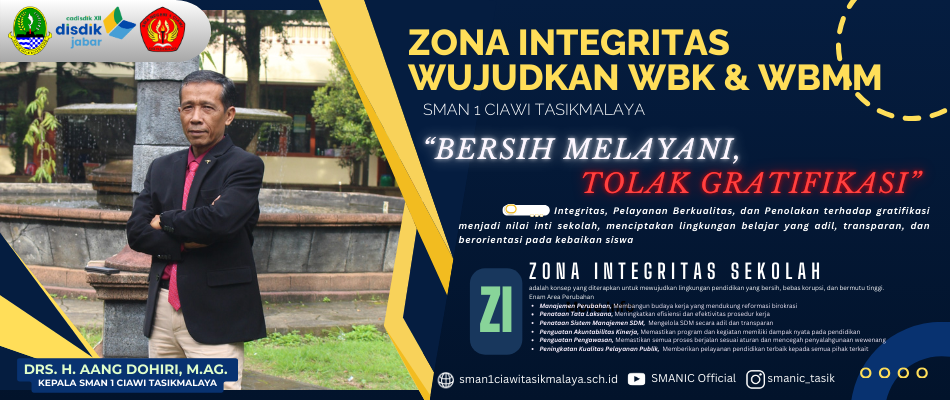 cadisdik XII
disdik
jabar
ZONA INTEGRITAS
WUJUDKAN WBK & WBMM
SMAN 1 CIAWI TASIKMALAYA
“BERSIH MELAYANI,
TOLAK GRATIFIKASI”
Integritas, Pelayanan Berkualitas, dan Penolakan terhadap gratifikasi
menjadi nilai inti sekolah, menciptakan lingkungan belajar yang adil, transparan, dan
berorientasi pada kebaikan siswa
ZI
ZONA INTEGRITAS SEKOLAH
adalah konsep yang diterapkan untuk mewujudkan lingkungan pendidikan yang bersih, bebas korupsi, dan bermutu tinggi.
Enam Area Perubahan
• Manajemen Perubahan, Membangun budaya kerja yang mendukung reformasi birokrasi
• Penataan Tata Laksana, Meningkatkan efisiensi dan efektivitas prosedur kerja
• Penataan Sistem Manajemen SDM, Mengelola SDM secara adil dan transparan
• Penguatan Akuntabilitas Kinerja, Memastikan program dan kegiatan memiliki dampak nyata pada pendidikan
• Penguatan Pengawasan, Memastikan semua proses berjalan sesuai aturan dan mencegah penyalahgunaan wewenang
• Peningkatan Kualitas Pelayanan Publik, Memberikan pelayanan pendidikan terbaik kepada semua pihak terkait
DRS. H. AANG DOHIRI, M.AG.
KEPALA SMAN 1 CIAWI TASIKMALAYA
sman1ciawitasikmalaya.sch.id
SMANIC Official
smanic_tasik